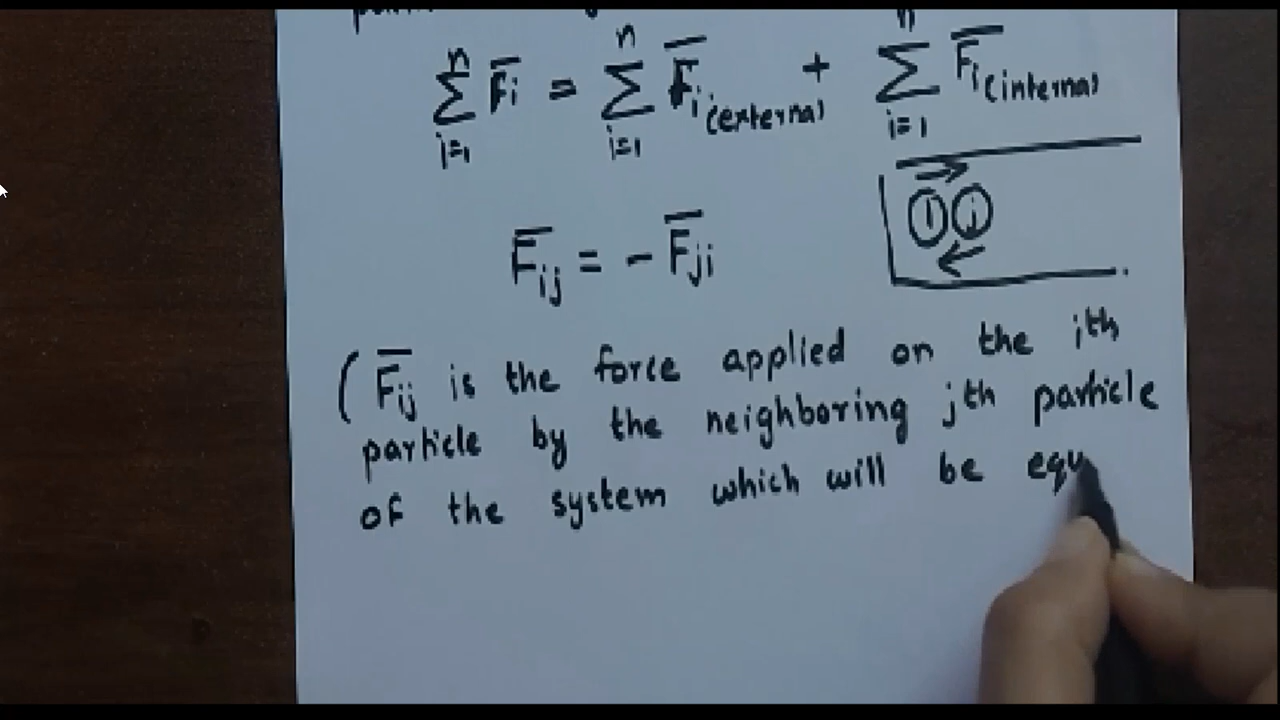 n n n
∑ F̅i = ∑ F̅i (external) + ∑ F̅i (internal)
i=1 i=1 i=1
F̅ij = - F̅ji
i j
( F̅ij is the force applied on the ith
particle by the neighboring jth particle
of the system which will be equ